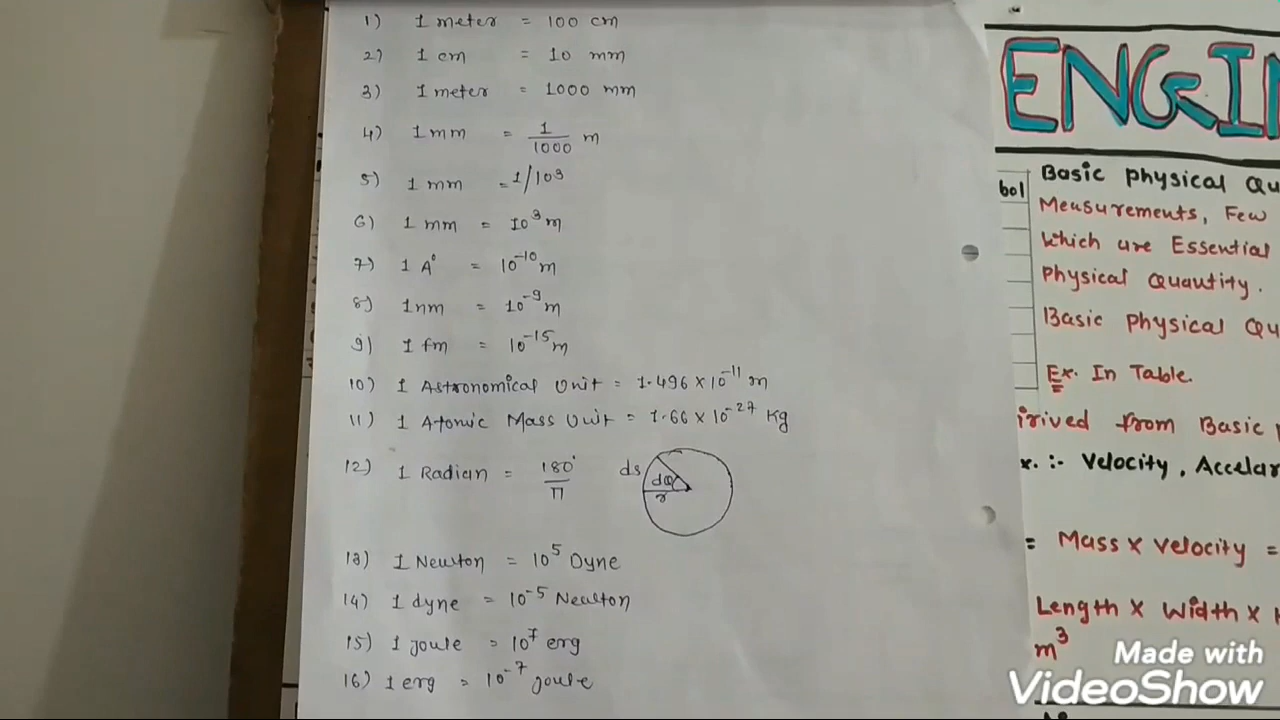 1) 1 meter = 100 cm
2) 1 cm = 10 mm
3) 1 meter = 1000 mm
4) 1 mm = 1/1000 m
5) 1 mm = 1/10³
6) 1 mm = 10³ m
7) 1 A° = 10⁻¹⁰ m
8) 1 nm = 10⁻⁹ m
9) 1 fm = 10⁻¹⁵ m
10) 1 Astronomical Unit = 1.496 × 10⁻¹¹ m
11) 1 Atomic Mass Unit = 1.66 × 10⁻²⁷ Kg
12) 1 Radian = 180°/π
ds
dθ
r
13) 1 Newton = 10⁵ Dyne
14) 1 dyne = 10⁻⁵ Newton
15) 1 joule = 10⁷ erg
16) 1 erg = 10⁻⁷ joule
ENGI
bol
Basic physical Qu
Measurements, Few
which are Essential
Physical Quantity.
Basic Physical Qu
Ex. In Table.
irived from Basic
x. :- Velocity, Accelar
= Mass × velocity =
Length × Width ×
m³
Made with
VideoShow